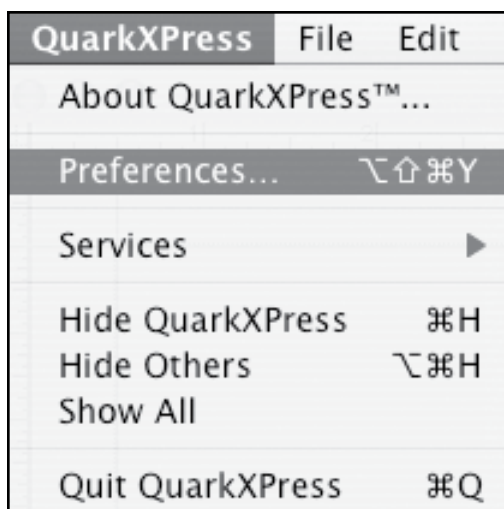 QuarkXPress File Edit
About QuarkXPress™...
Preferences... ⌥⇧⌘Y
Services ▶
Hide QuarkXPress ⌘H
Hide Others ⌥⌘H
Show All
Quit QuarkXPress ⌘Q